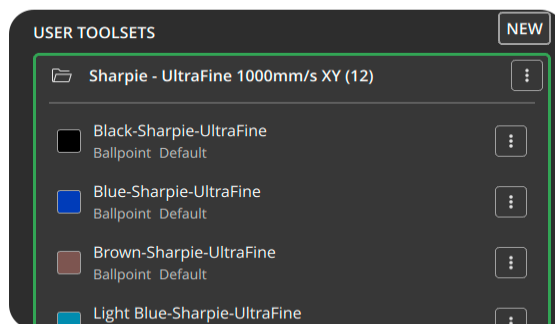 USER TOOLSETS
NEW
Sharpie - UltraFine 1000mm/s XY (12)
Black-Sharpie-UltraFine
Ballpoint Default
Blue-Sharpie-UltraFine
Ballpoint Default
Brown-Sharpie-UltraFine
Ballpoint Default
Light Blue-Sharpie-UltraFine